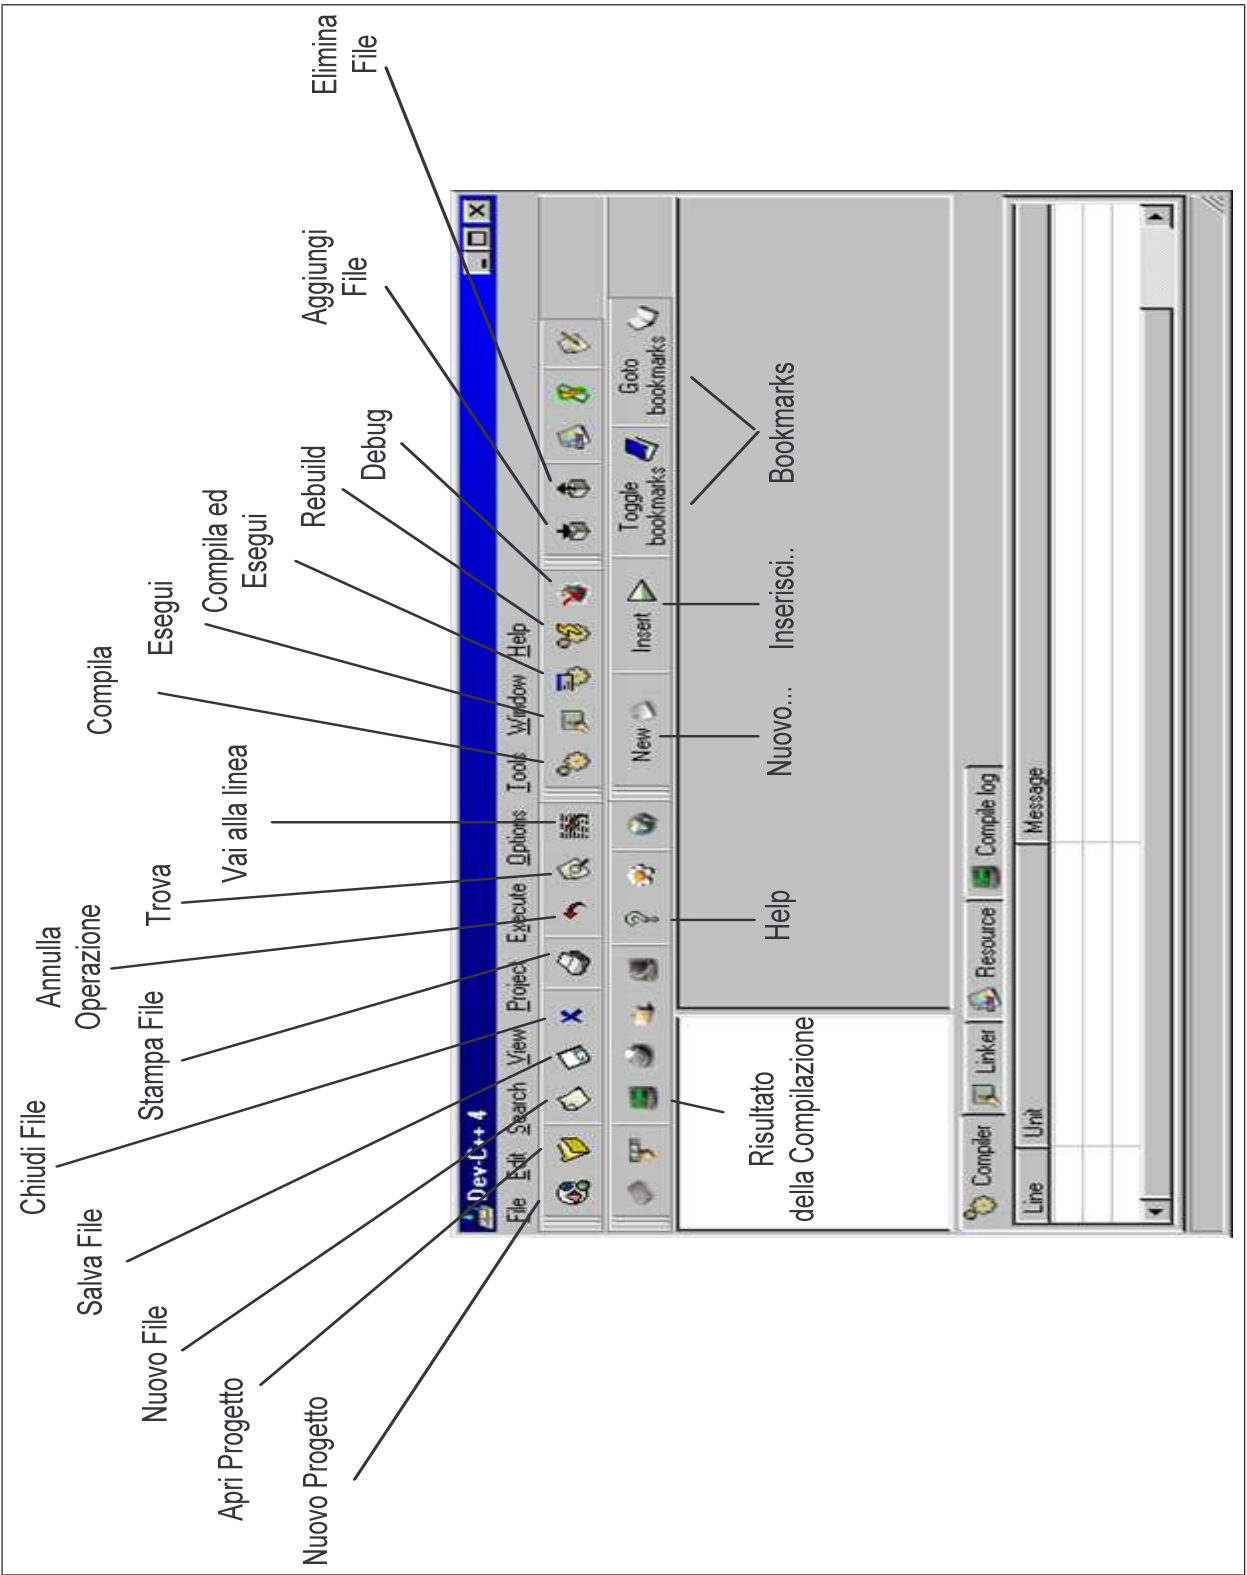 Chiudi File
Annulla
Operazione
Compila
Salva File
Stampa File
Trova
Esegui
Nuovo File
Vai alla linea
Compila ed
Esegui
Apri Progetto
Rebuild
Aggiungi
File
Elimina
File
Nuovo Progetto
Debug
Dev-C++ 4
File Edit Search View Project Execute Options Tools Window Help
New
Insert
Toggle
bookmarks
Goto
bookmarks
Risultato
della Compilazione
Help
Nuovo...
Inserisci..
Bookmarks
Compiler
Linker
Resource
Compile log
Line
Unit
Message